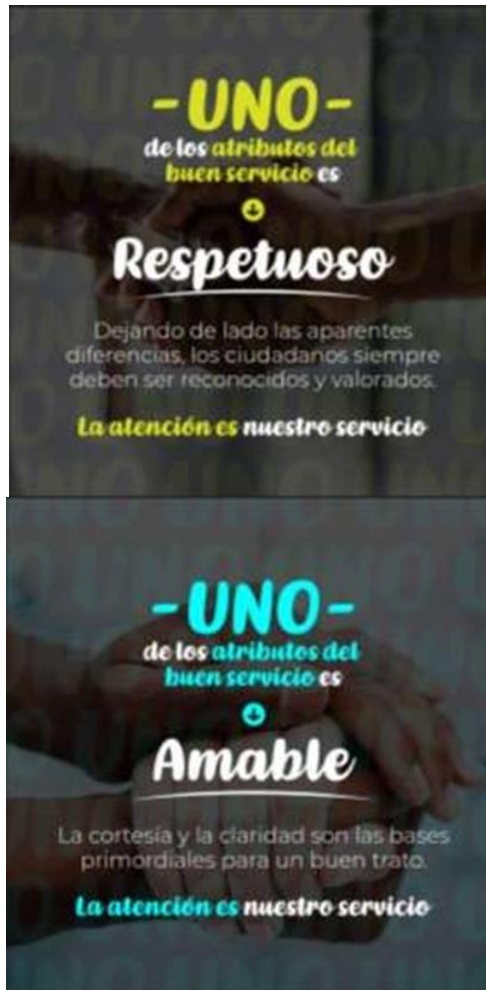 -UNO-
de los atributos del
buen servicio es
Respetuoso
Dejando de lado las aparentes
diferencias, los ciudadanos siempre
deben ser reconocidos y valorados.
La atención es nuestro servicio
-UNO-
de los atributos del
buen servicio es
Amable
La cortesía y la claridad son las bases
primordiales para un buen trato.
La atención es nuestro servicio